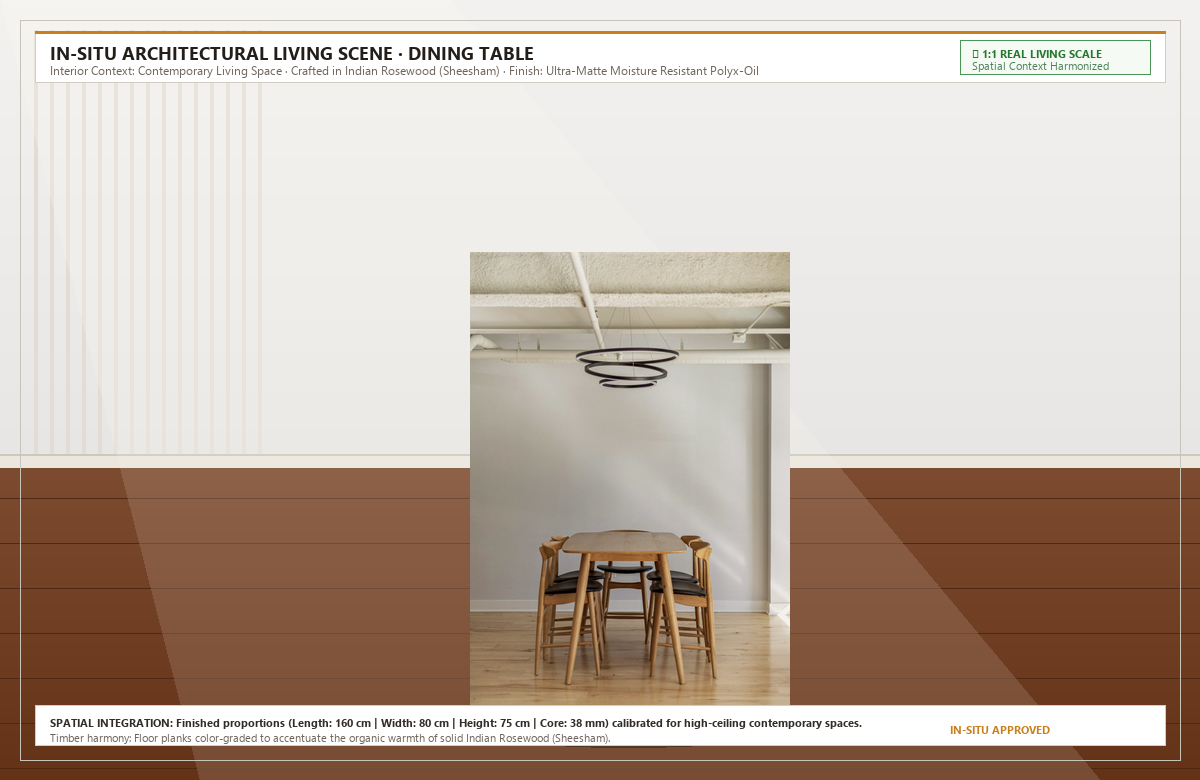 IN-SITU ARCHITECTURAL LIVING SCENE · DINING TABLE
Interior Context: Contemporary Living Space · Crafted in Indian Rosewood (Sheesham) · Finish: Ultra-Matte Moisture Resistant Polyx-Oil
1:1 REAL LIVING SCALE
Spatial Context Harmonized
SPATIAL INTEGRATION: Finished proportions (Length: 160 cm | Width: 80 cm | Height: 75 cm | Core: 38 mm) calibrated for high-ceiling contemporary spaces.
Timber harmony: Floor planks color-graded to accentuate the organic warmth of solid Indian Rosewood (Sheesham).
IN-SITU APPROVED